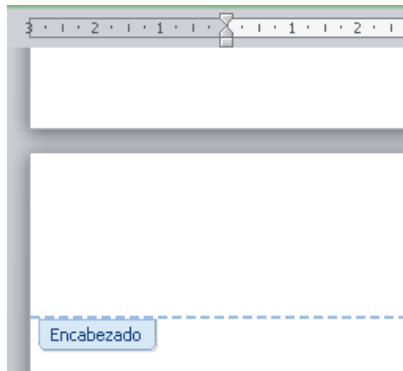 3 · ı · 2 · ı · 1 · ı · · ı · 1 · ı · 2 · ı
Encabezado